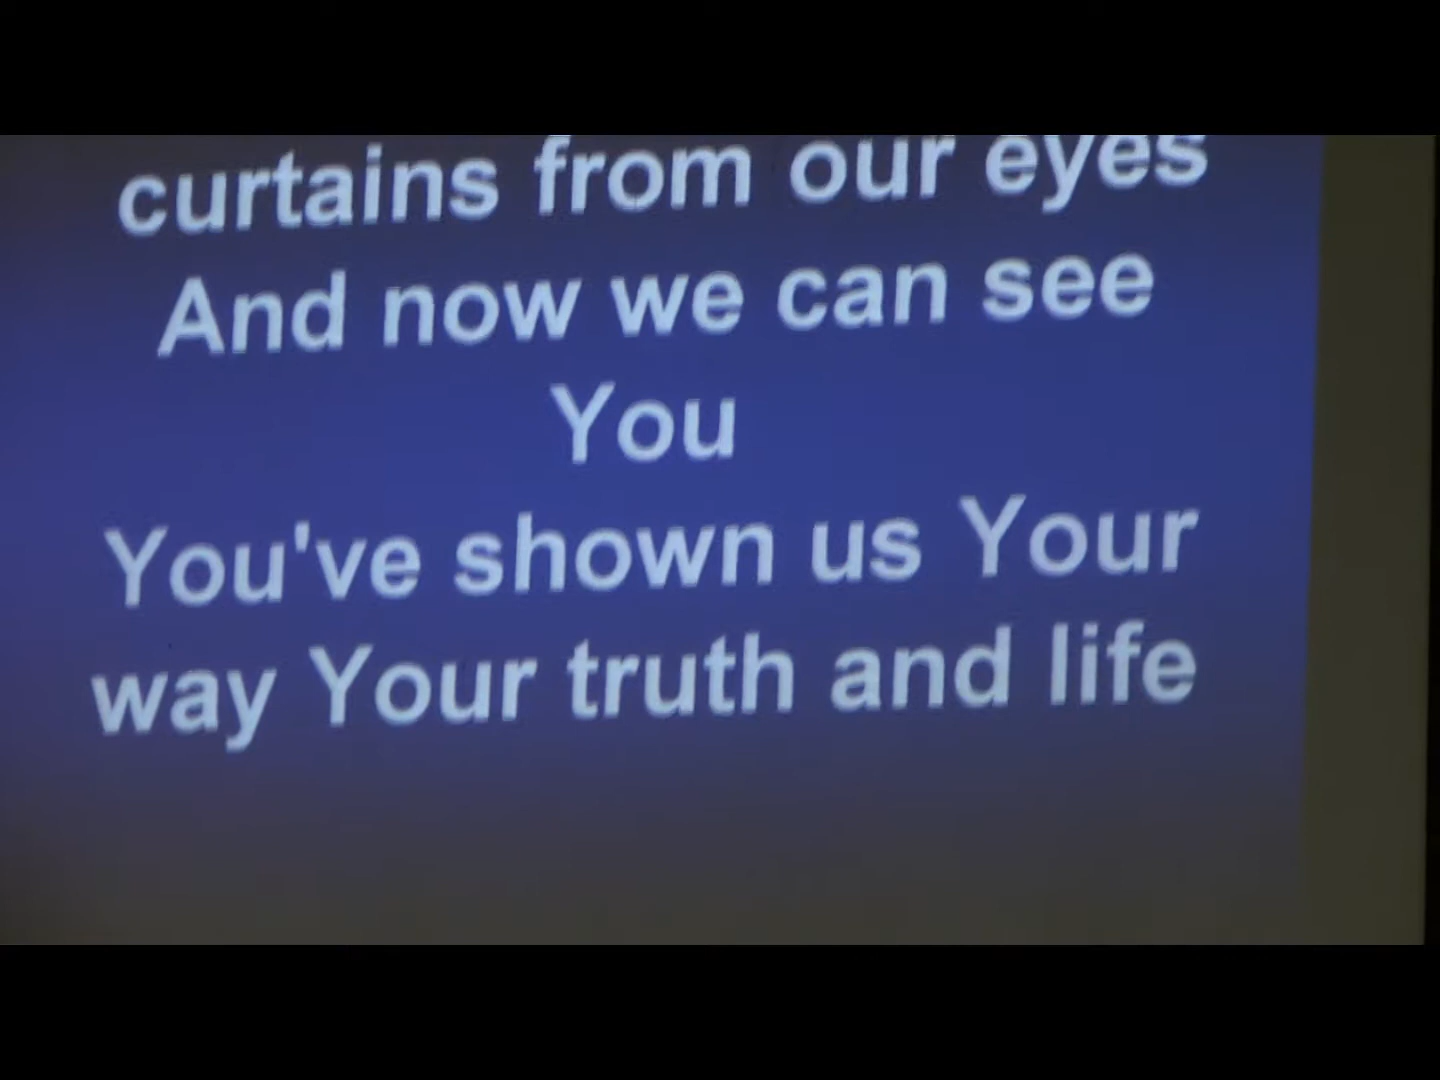 curtains from our eyes
And now we can see
You
You've shown us Your
way Your truth and life